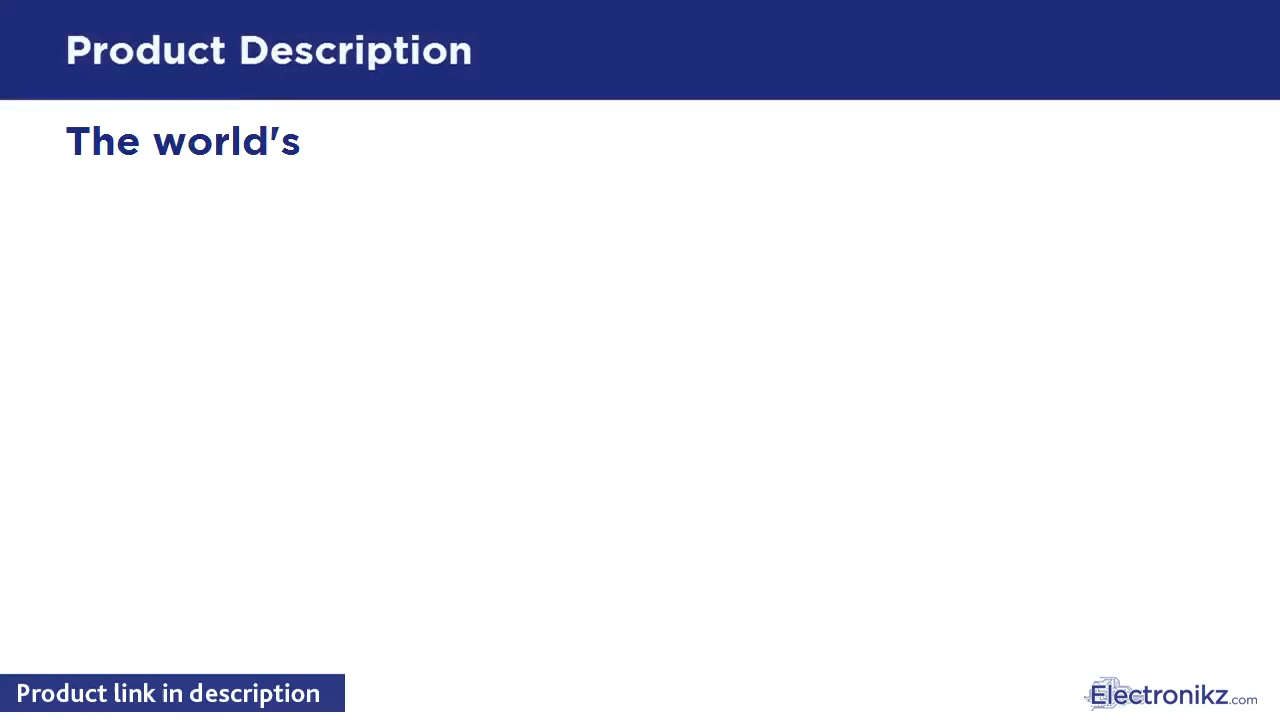 Product Description
The world's
Product link in description
Electronikz.com